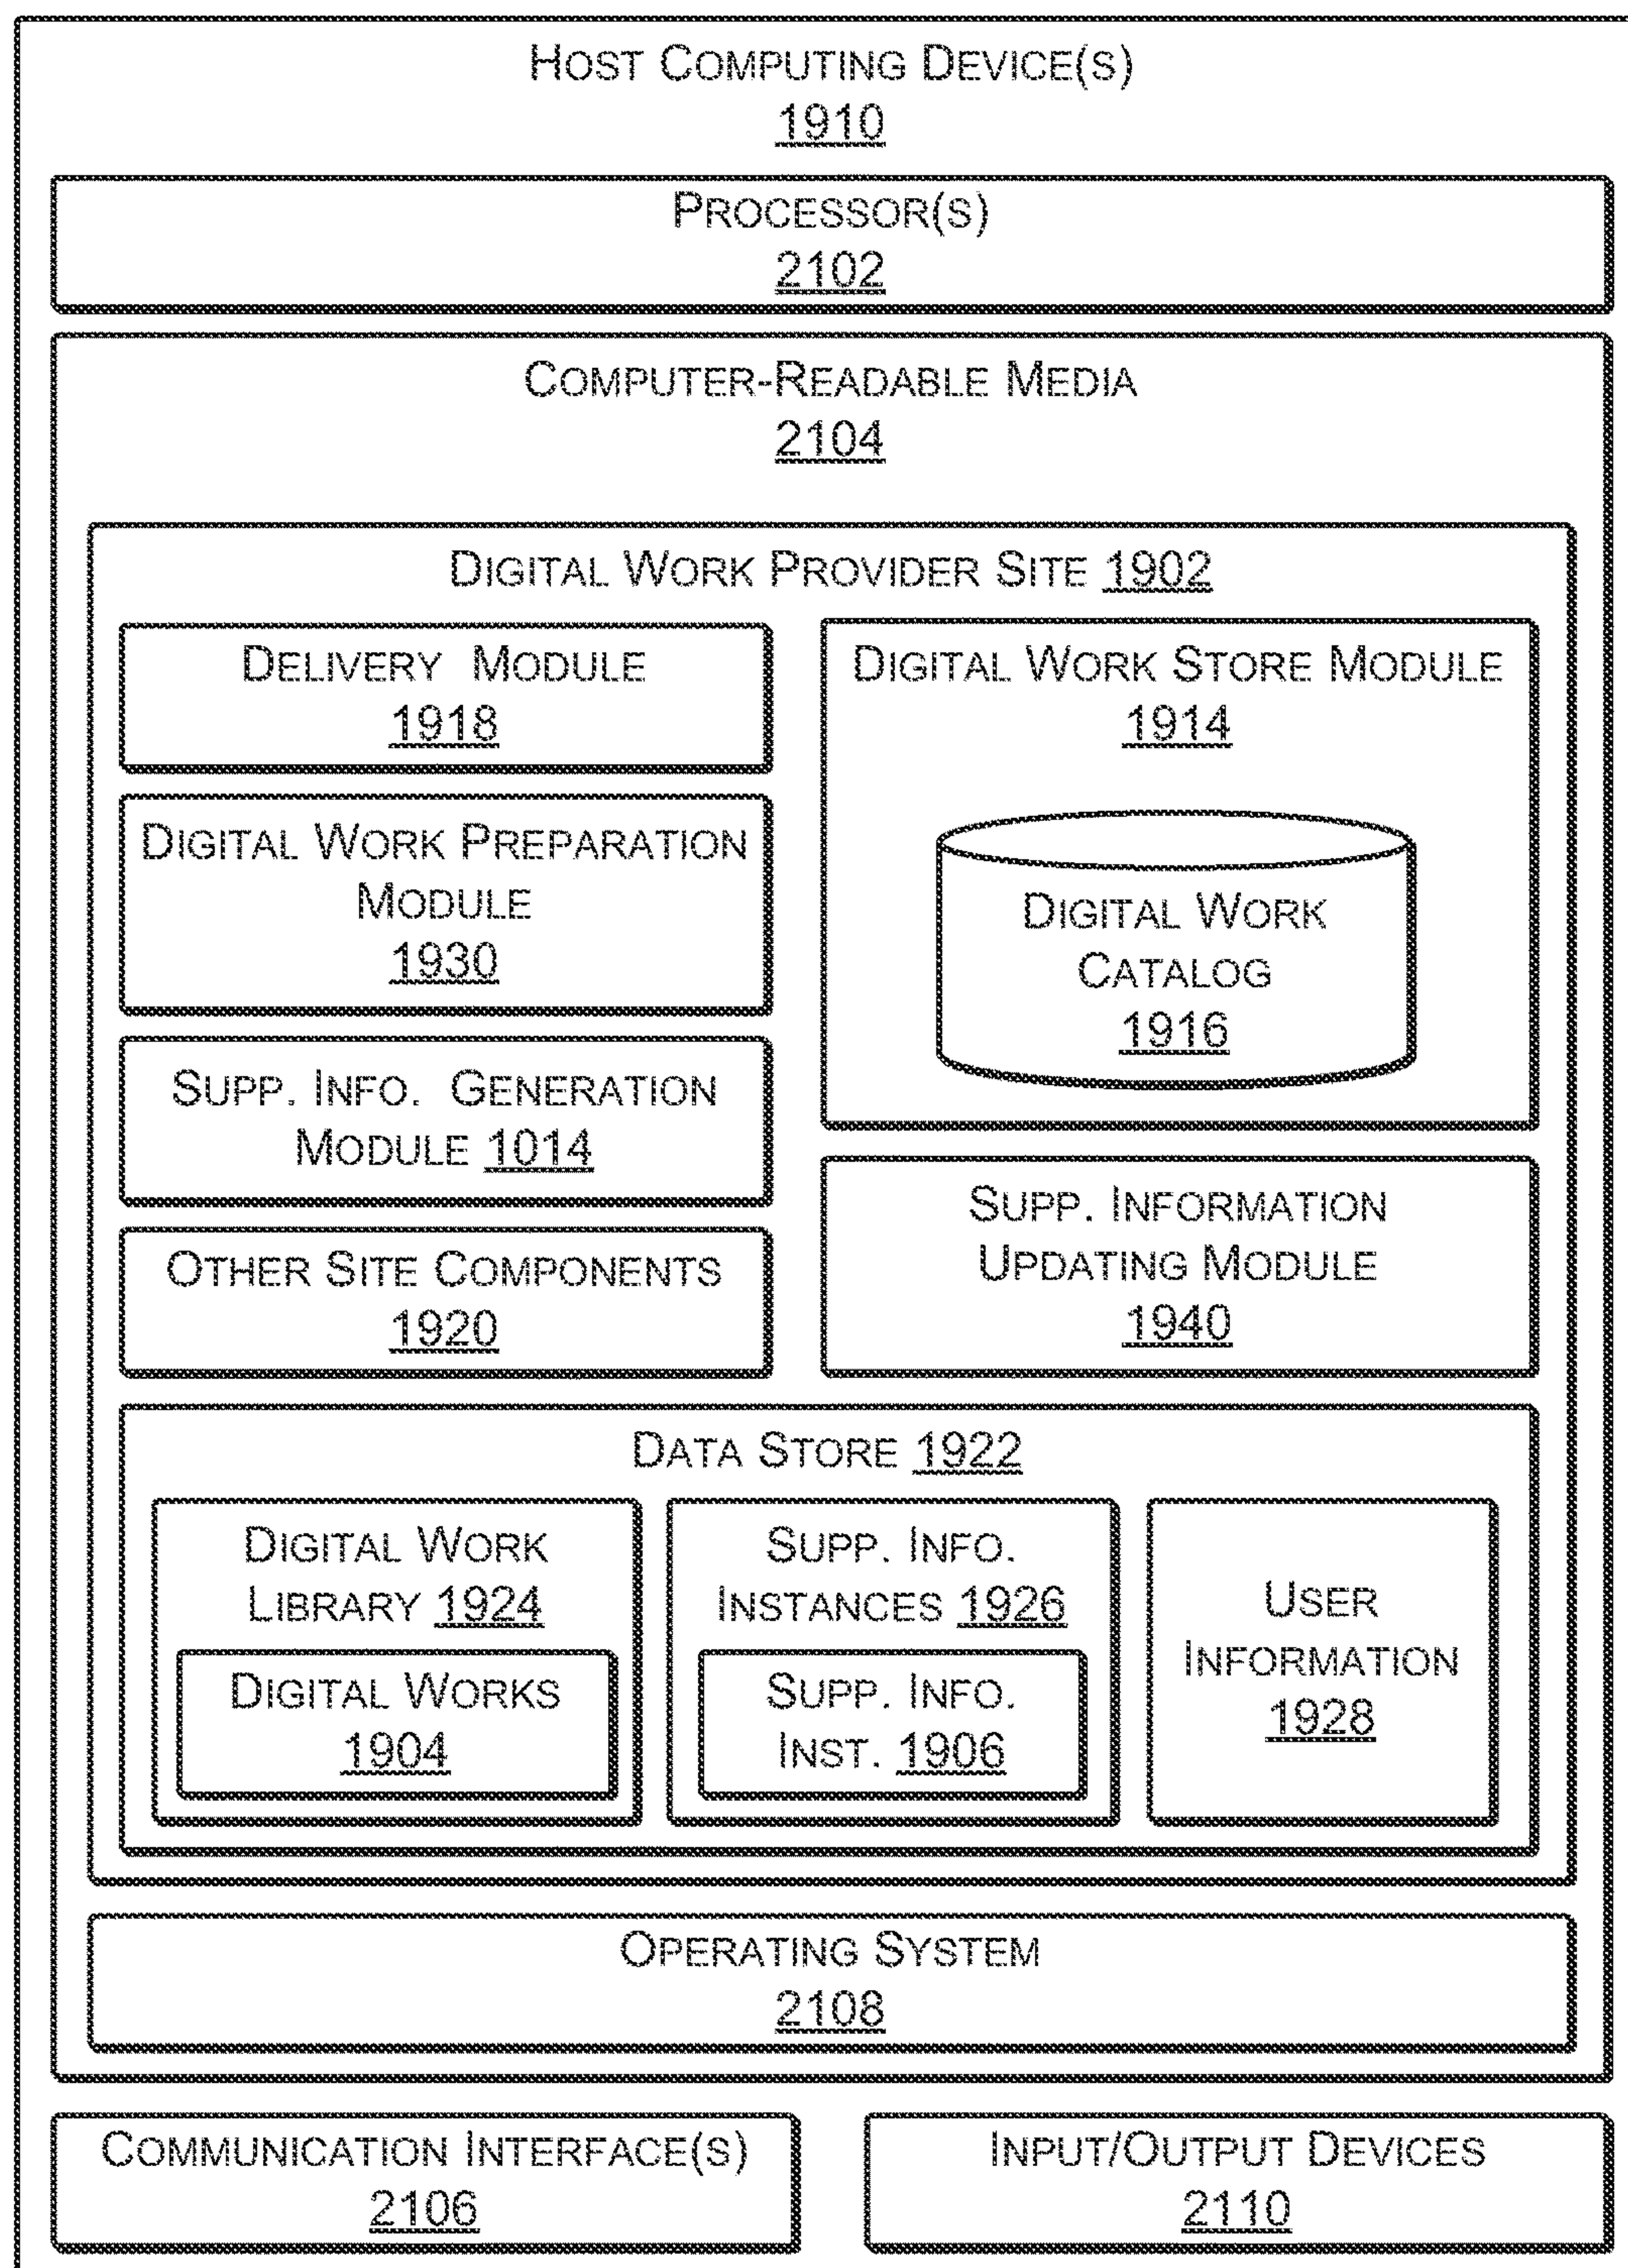 HOST COMPUTING DEVICE(S)
1910
PROCESSOR(S)
2102
COMPUTER-READABLE MEDIA
2104
DIGITAL WORK PROVIDER SITE 1902
DELIVERY MODULE
1918
DIGITAL WORK PREPARATION
MODULE
1930
SUPP. INFO. GENERATION
MODULE 1014
OTHER SITE COMPONENTS
1920
DIGITAL WORK STORE MODULE
1914
DIGITAL WORK
CATALOG
1916
SUPP. INFORMATION
UPDATING MODULE
1940
DATA STORE 1922
DIGITAL WORK
LIBRARY 1924
DIGITAL WORKS
1904
SUPP. INFO.
INSTANCES 1926
SUPP. INFO.
INST. 1906
USER
INFORMATION
1928
OPERATING SYSTEM
2108
COMMUNICATION INTERFACE(S)
2106
INPUT/OUTPUT DEVICES
2110